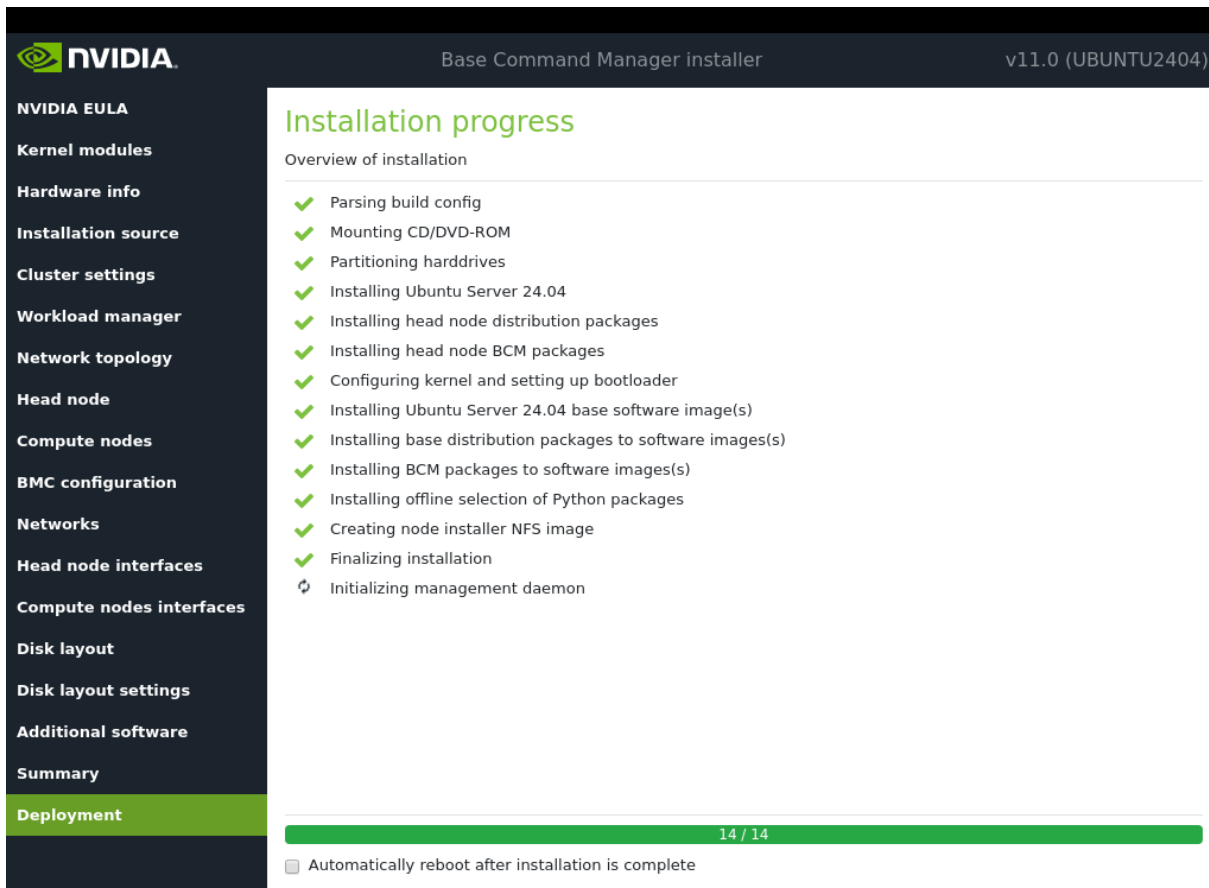 NVIDIA.
Base Command Manager installer
v11.0 (UBUNTU2404)
NVIDIA EULA
Kernel modules
Hardware info
Installation source
Cluster settings
Workload manager
Network topology
Head node
Compute nodes
BMC configuration
Networks
Head node interfaces
Compute nodes interfaces
Disk layout
Disk layout settings
Additional software
Summary
Deployment
Installation progress
Overview of installation
Parsing build config
Mounting CD/DVD-ROM
Partitioning harddrives
Installing Ubuntu Server 24.04
Installing head node distribution packages
Installing head node BCM packages
Configuring kernel and setting up bootloader
Installing Ubuntu Server 24.04 base software image(s)
Installing base distribution packages to software images(s)
Installing BCM packages to software images(s)
Installing offline selection of Python packages
Creating node installer NFS image
Finalizing installation
Initializing management daemon
14 / 14
Automatically reboot after installation is complete